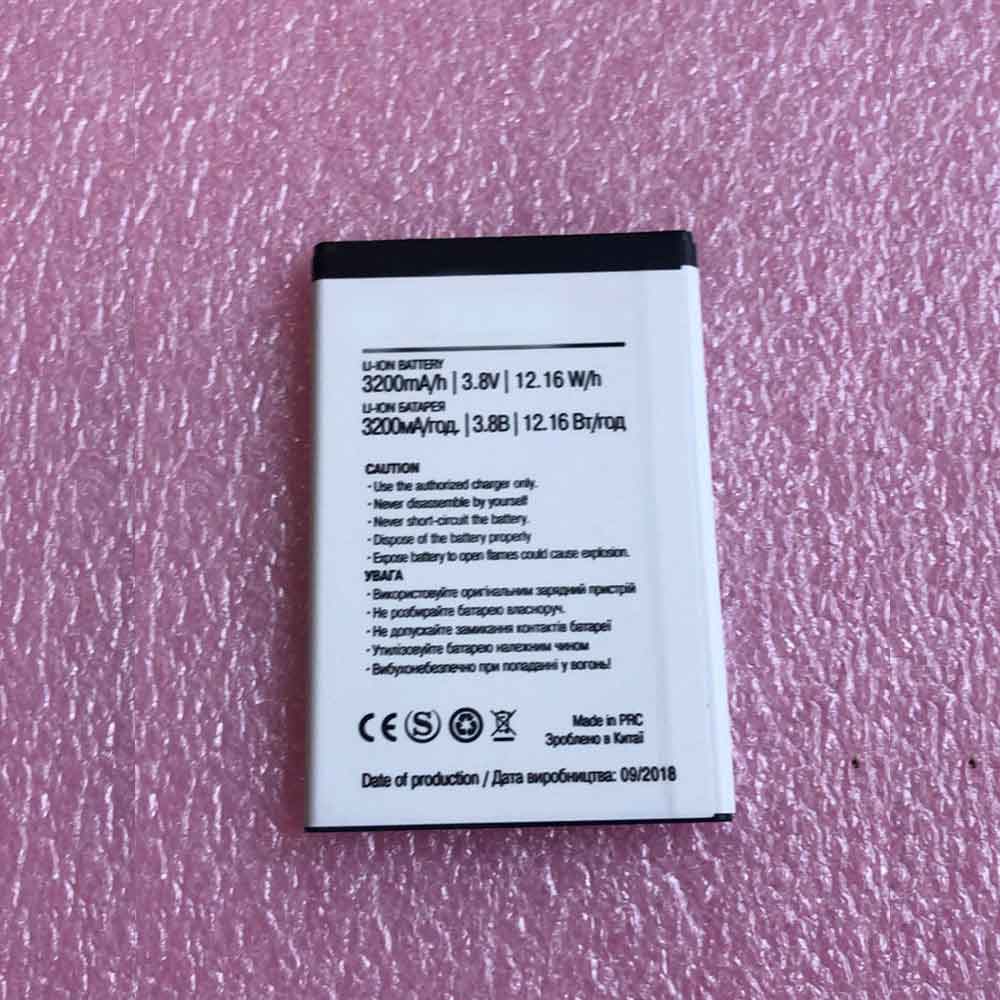 LI-ION BATTERY
3200mA/h | 3.8V | 12.16 W/h
LI-ION БАТАРЕЯ
3200мА/год. | 3.8В | 12.16 Вт/год
CAUTION
· Use the authorized charger only.
· Never disassemble by yourself
· Never short-circuit the battery.
· Dispose of the battery properly
· Expose battery to open flames could cause explosion.
УВАГА
· Використовуйте оригінальним зарядний пристрій
· Не розбирайте батарею власноруч.
· Не допускайте замикання контактів батареї
· Утилізовуйте батарею належним чином
· Вибухонебезпечно при попаданні у вогонь!
CE S
Made in PRC
Зроблено в Китаї
Date of production / Дата виробництва: 09/2018